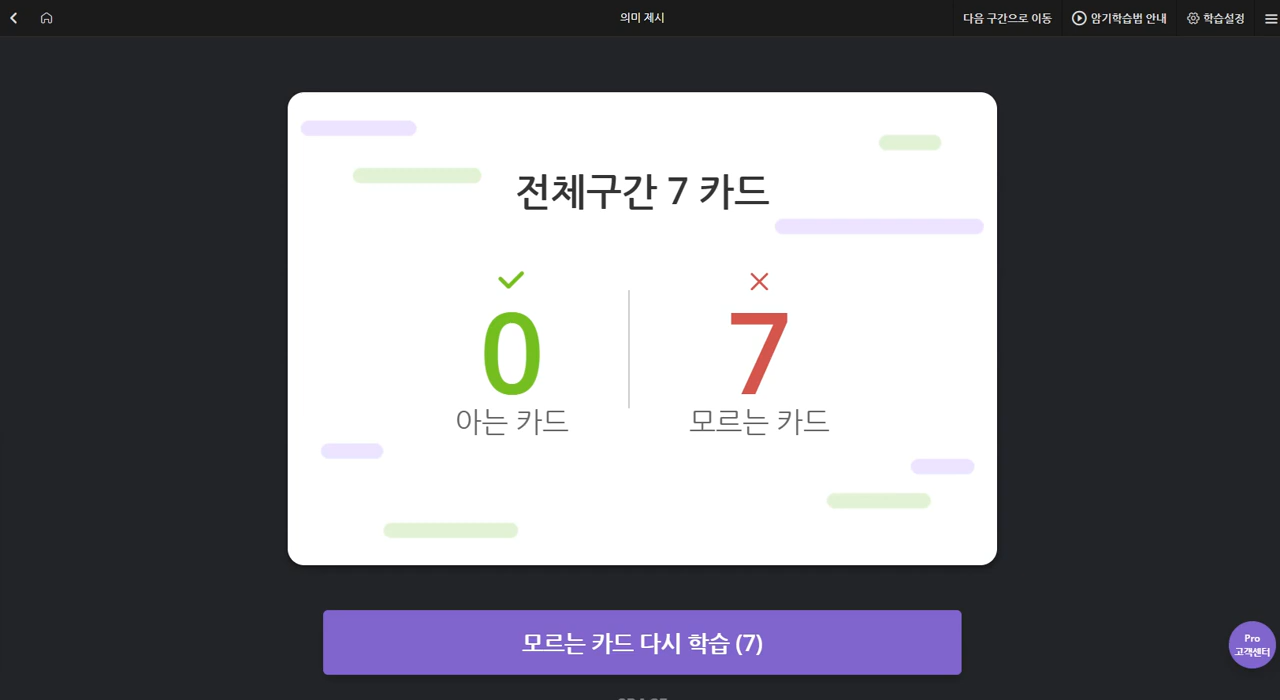 의미 제시
다음 구간으로 이동
암기학습법 안내
학습설정
전체구간 7 카드
0
아는 카드
7
모르는 카드
모르는 카드 다시 학습 (7)
Pro
고객센터